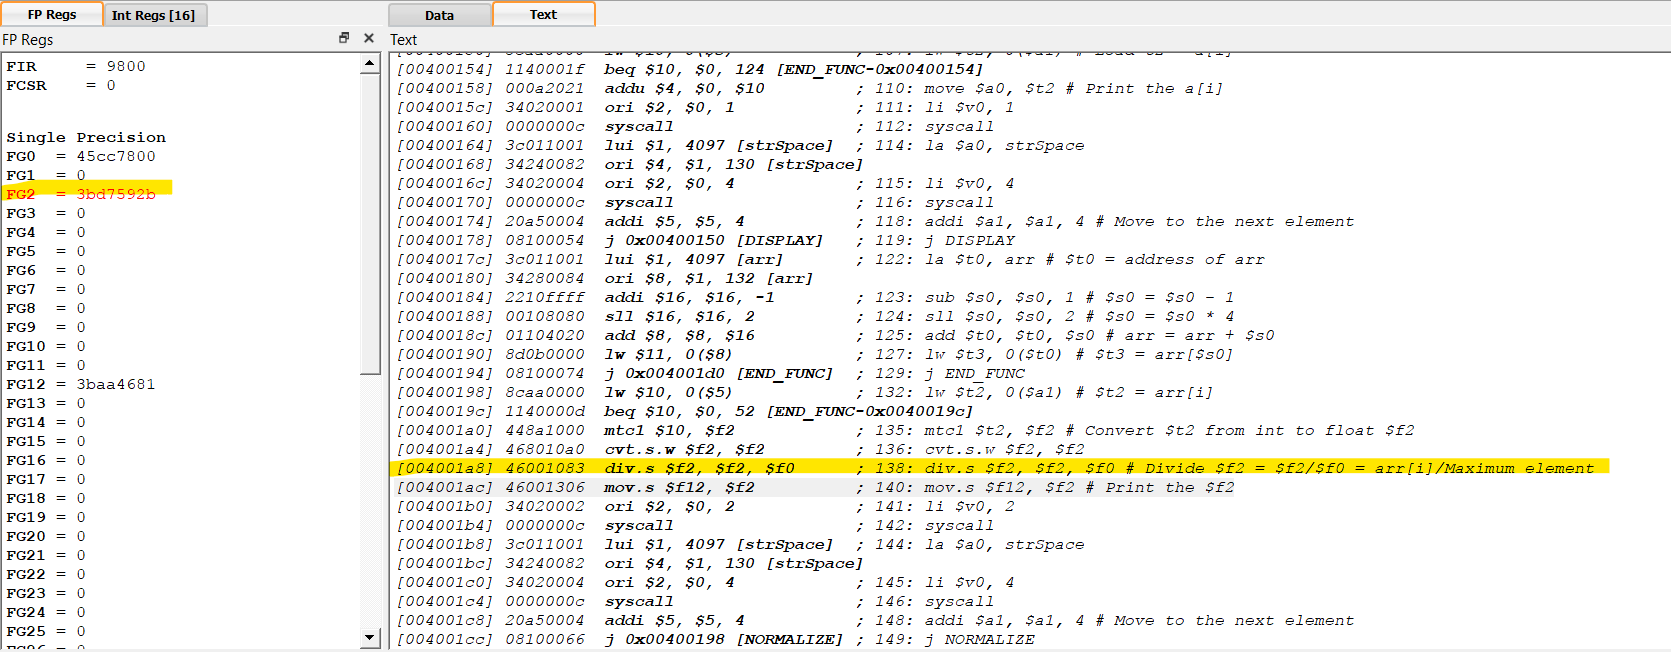 FP Regs
Int Regs [16]
Data
Text
FP Regs
Text
FIR     = 9800
FCSR    = 0
Single Precision
FG0  = 45cc7800
FG1  = 0
FG2  = 3bd7592b
FG3  = 0
FG4  = 0
FG5  = 0
FG6  = 0
FG7  = 0
FG8  = 0
FG9  = 0
FG10 = 0
FG11 = 0
FG12 = 3baa4681
FG13 = 0
FG14 = 0
FG15 = 0
FG16 = 0
FG17 = 0
FG18 = 0
FG19 = 0
FG20 = 0
FG21 = 0
FG22 = 0
FG23 = 0
FG24 = 0
FG25 = 0
[00400154] 1140001f  beq $10, $0, 124 [END_FUNC-0x00400154]
[00400158] 000a2021  addu $4, $0, $10         ; 110: move $a0, $t2 # Print the a[i]
[0040015c] 34020001  ori $2, $0, 1            ; 111: li $v0, 1
[00400160] 0000000c  syscall                  ; 112: syscall
[00400164] 3c011001  lui $1, 4097 [strSpace]  ; 114: la $a0, strSpace
[00400168] 34240082  ori $4, $1, 130 [strSpace]
[0040016c] 34020004  ori $2, $0, 4            ; 115: li $v0, 4
[00400170] 0000000c  syscall                  ; 116: syscall
[00400174] 20a50004  addi $5, $5, 4           ; 118: addi $a1, $a1, 4 # Move to the next element
[00400178] 08100054  j 0x00400150 [DISPLAY]   ; 119: j DISPLAY
[0040017c] 3c011001  lui $1, 4097 [arr]       ; 122: la $t0, arr # $t0 = address of arr
[00400180] 34280084  ori $8, $1, 132 [arr]
[00400184] 2210ffff  addi $16, $16, -1        ; 123: sub $s0, $s0, 1 # $s0 = $s0 - 1
[00400188] 00108080  sll $16, $16, 2          ; 124: sll $s0, $s0, 2 # $s0 = $s0 * 4
[0040018c] 01104020  add $8, $8, $16          ; 125: add $t0, $t0, $s0 # arr = arr + $s0
[00400190] 8d0b0000  lw $11, 0($8)            ; 127: lw $t3, 0($t0) # $t3 = arr[$s0]
[00400194] 08100074  j 0x004001d0 [END_FUNC]  ; 129: j END_FUNC
[00400198] 8caa0000  lw $10, 0($5)            ; 132: lw $t2, 0($a1) # $t2 = arr[i]
[0040019c] 1140000d  beq $10, $0, 52 [END_FUNC-0x0040019c]
[004001a0] 448a1000  mtc1 $10, $f2            ; 135: mtc1 $t2, $f2 # Convert $t2 from int to float $f2
[004001a4] 468010a0  cvt.s.w $f2, $f2         ; 136: cvt.s.w $f2, $f2
[004001a8] 46001083  div.s $f2, $f2, $f0      ; 138: div.s $f2, $f2, $f0 # Divide $f2 = $f2/$f0 = arr[i]/Maximum element
[004001ac] 46001306  mov.s $f12, $f2          ; 140: mov.s $f12, $f2 # Print the $f2
[004001b0] 34020002  ori $2, $0, 2            ; 141: li $v0, 2
[004001b4] 0000000c  syscall                  ; 142: syscall
[004001b8] 3c011001  lui $1, 4097 [strSpace]  ; 144: la $a0, strSpace
[004001bc] 34240082  ori $4, $1, 130 [strSpace]
[004001c0] 34020004  ori $2, $0, 4            ; 145: li $v0, 4
[004001c4] 0000000c  syscall                  ; 146: syscall
[004001c8] 20a50004  addi $5, $5, 4           ; 148: addi $a1, $a1, 4 # Move to the next element
[004001cc] 08100066  j 0x00400198 [NORMALIZE] ; 149: j NORMALIZE